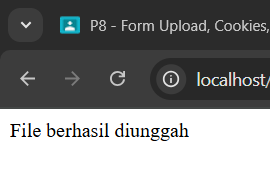 P8 - Form Upload, Cookies,
localhost/
File berhasil diunggah